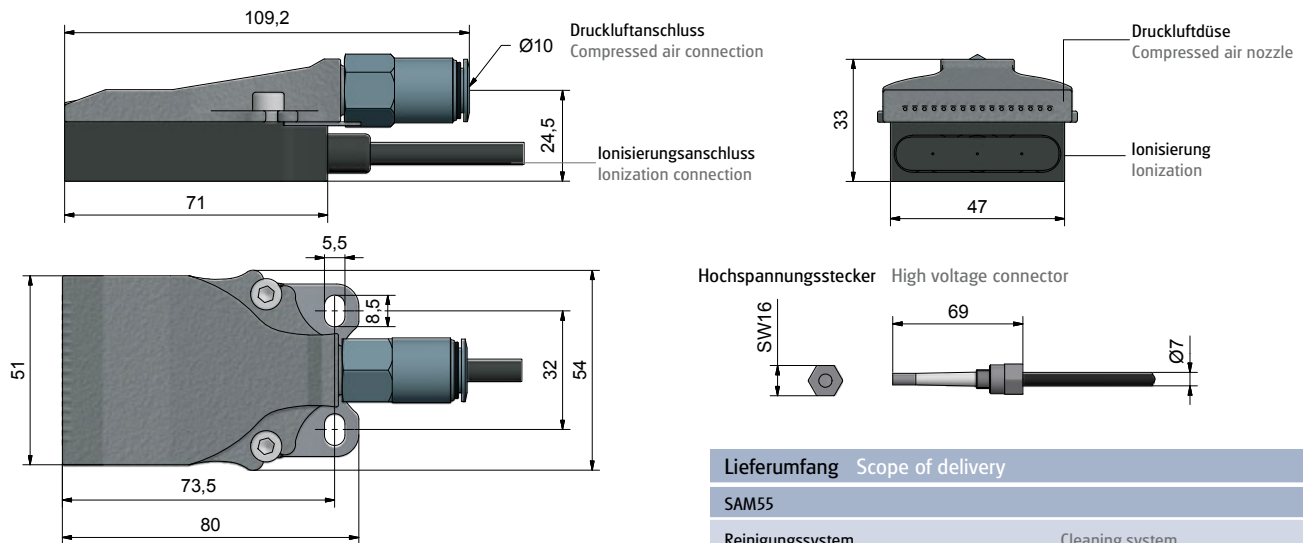 109,2
Ø10
Druckluftanschluss
Compressed air connection
24,5
Ionisierungsanschluss
Ionization connection
71
Druckluftdüse
Compressed air nozzle
33
Ionisierung
Ionization
47
5,5
8,5
51
32
54
73,5
80
Hochspannungsstecker High voltage connector
SW16
69
Ø7
Lieferumfang Scope of delivery
SAM55
Reinigungssystem Cleaning system